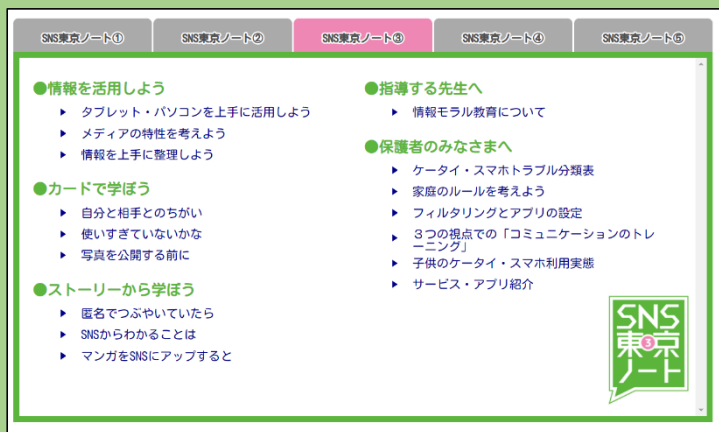 SNS東京ノート①
SNS東京ノート②
SNS東京ノート③
SNS東京ノート④
SNS東京ノート⑤
●情報を活用しよう
タブレット・パソコンを上手に活用しよう
メディアの特性を考えよう
情報を上手に整理しよう
●カードで学ぼう
自分と相手とのちがい
使いすぎていないかな
写真を公開する前に
●ストーリーから学ぼう
匿名でつぶやいていたら
SNSからわかることは
マンガをSNSにアップすると
●指導する先生へ
情報モラル教育について
●保護者のみなさまへ
ケータイ・スマホトラブル分類表
家庭のルールを考えよう
フィルタリングとアプリの設定
３つの視点での「コミュニケーションのトレ
ーニング」
子供のケータイ・スマホ利用実態
サービス・アプリ紹介
SNS
東③京
ノート